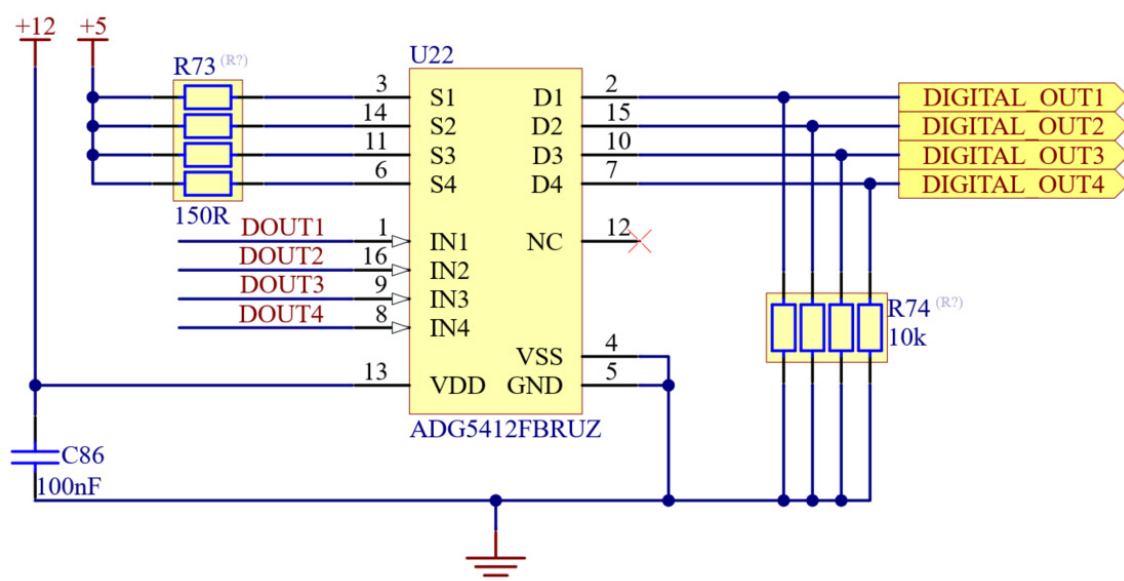 +12 +5
R73 (R?)
150R
U22
3 S1 D1 2
14 S2 D2 15
11 S3 D3 10
6 S4 D4 7
DOUT1 1 IN1 NC 12
DOUT2 16 IN2
DOUT3 9 IN3
DOUT4 8 IN4
VSS 4
13 VDD GND 5
ADG5412FBRUZ
DIGITAL_OUT1
DIGITAL_OUT2
DIGITAL_OUT3
DIGITAL_OUT4
R74 (R?)
10k
C86
100nF